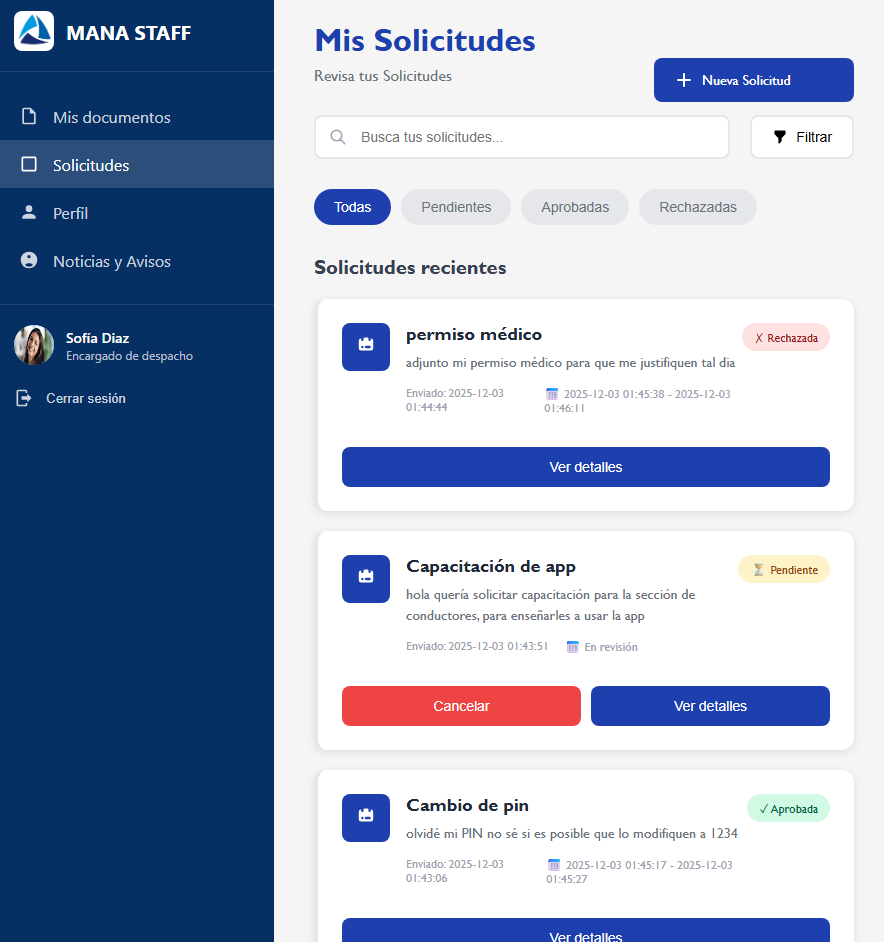 MANA STAFF
Mis documentos
Solicitudes
Perfil
Noticias y Avisos
Sofía Diaz
Encargado de despacho
Cerrar sesión
Mis Solicitudes
Revisa tus Solicitudes
Nueva Solicitud
Busca tus solicitudes...
Filtrar
Todas
Pendientes
Aprobadas
Rechazadas
Solicitudes recientes
permiso médico
✗ Rechazada
adjunto mi permiso médico para que me justifiquen tal dia
Enviado: 2025-12-03
01:44:44
2025-12-03 01:45:38 - 2025-12-03
01:46:11
Ver detalles
Capacitación de app
Pendiente
hola quería solicitar capacitación para la sección de
conductores, para enseñarles a usar la app
Enviado: 2025-12-03 01:43:51
En revisión
Cancelar
Ver detalles
Cambio de pin
✓ Aprobada
olvidé mi PIN no sé si es posible que lo modifiquen a 1234
Enviado: 2025-12-03
01:43:06
2025-12-03 01:45:17 - 2025-12-03
01:45:27
Ver detalles